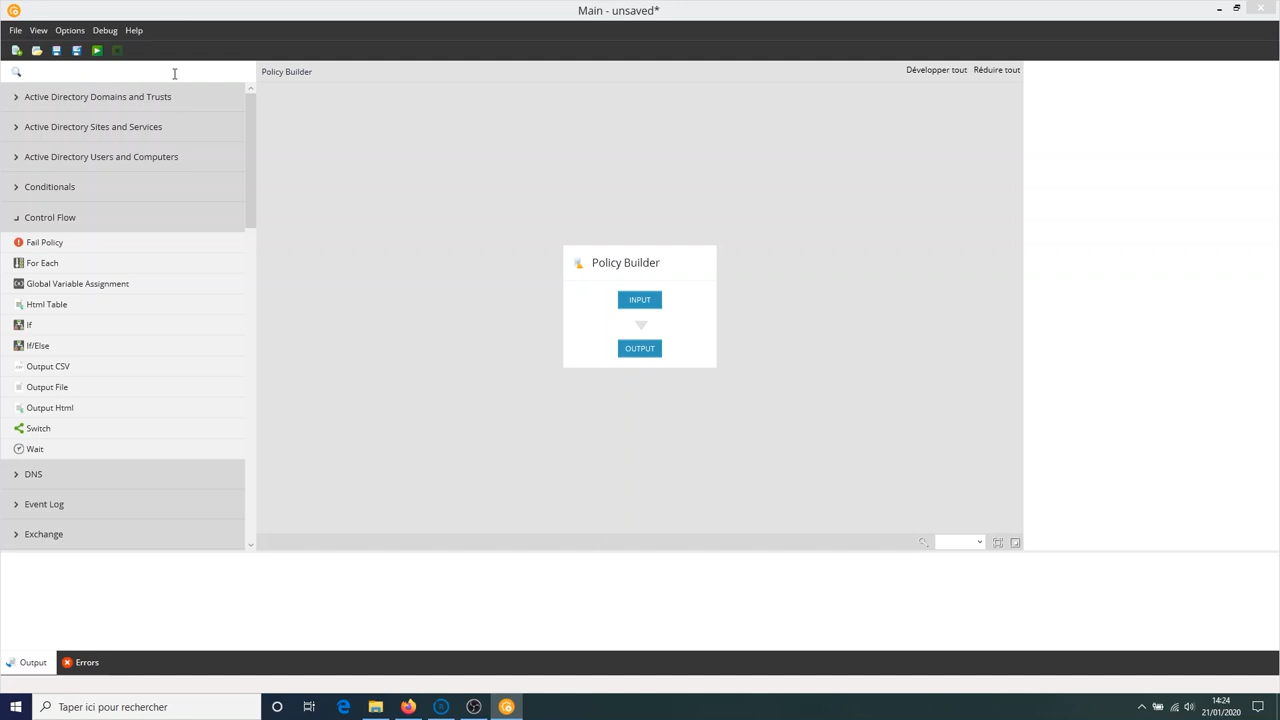 Main - unsaved*
File View Options Debug Help
Policy Builder
Développer tout Réduire tout
Active Directory Domains and Trusts
Active Directory Sites and Services
Active Directory Users and Computers
Conditionals
Control Flow
Fail Policy
For Each
Global Variable Assignment
Html Table
If
If/Else
Output CSV
Output File
Output Html
Switch
Wait
DNS
Event Log
Exchange
Policy Builder
INPUT
OUTPUT
Output Errors
Taper ici pour rechercher
14:24
21/01/2020